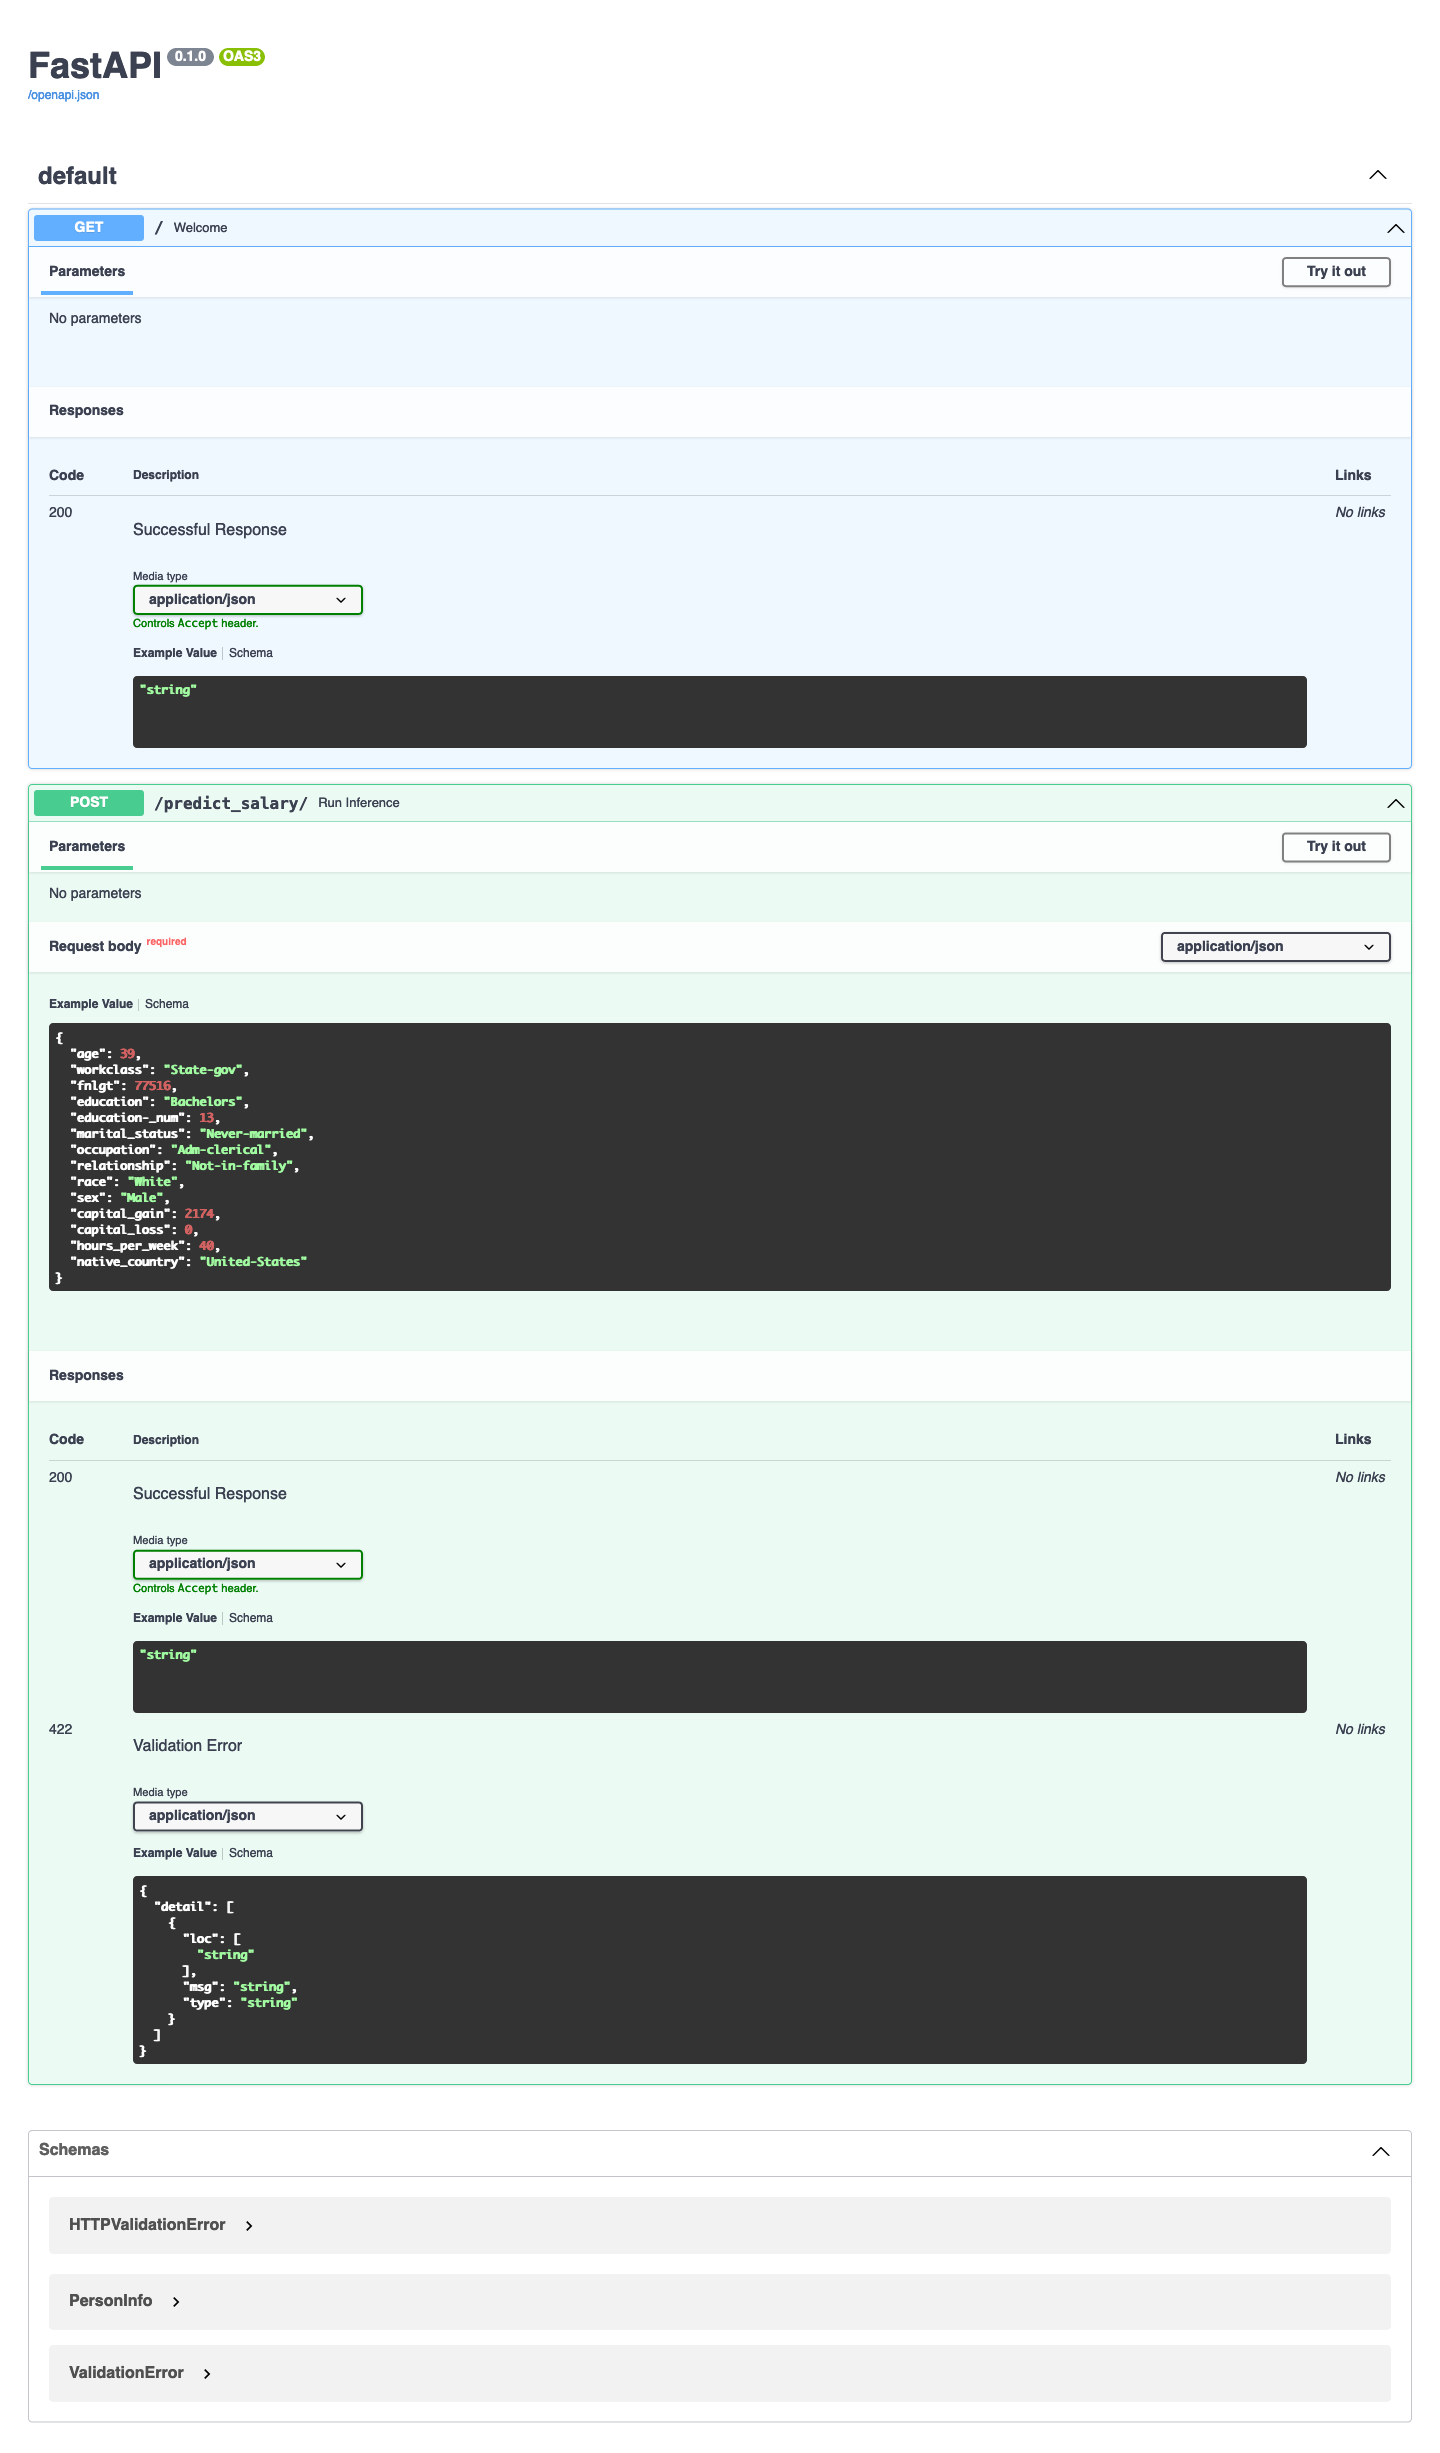 FastAPI 0.1.0 OAS3
/openapi.json
default
GET / Welcome
Parameters Try it out
No parameters
Responses
Code Description Links
200 No links
Successful Response
Media type
application/json
Controls Accept header.
Example Value Schema
"string"
POST /predict_salary/ Run Inference
Parameters Try it out
No parameters
Request body required application/json
Example Value Schema
{
"age": 39,
"workclass": "State-gov",
"fnlgt": 77516,
"education": "Bachelors",
"education-_num": 13,
"marital_status": "Never-married",
"occupation": "Adm-clerical",
"relationship": "Not-in-family",
"race": "White",
"sex": "Male",
"capital_gain": 2174,
"capital_loss": 0,
"hours_per_week": 40,
"native_country": "United-States"
}
Responses
Code Description Links
200 No links
Successful Response
Media type
application/json
Controls Accept header.
Example Value Schema
"string"
422 No links
Validation Error
Media type
application/json
Example Value Schema
{
"detail": [
{
"loc": [
"string"
],
"msg": "string",
"type": "string"
}
]
}
Schemas
HTTPValidationError
PersonInfo
ValidationError